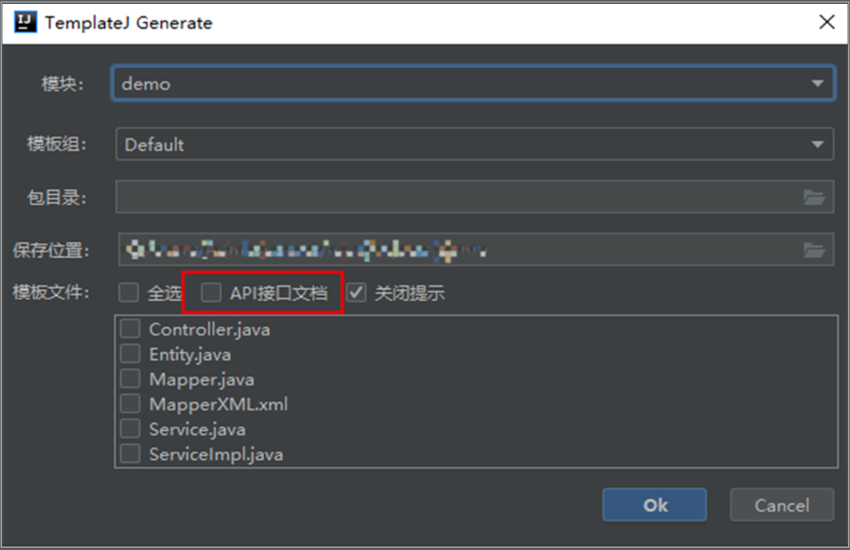 TemplateJ Generate
模块: demo
模板组: Default
包目录:
保存位置:
模板文件: 全选 API接口文档 关闭提示
Controller.java
Entity.java
Mapper.java
MapperXML.xml
Service.java
ServiceImpl.java
Ok Cancel